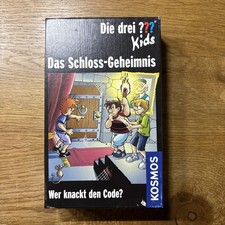 Die drei ???
Kids
Das Schloss-Geheimnis
Wer knackt den Code?
KOSMOS